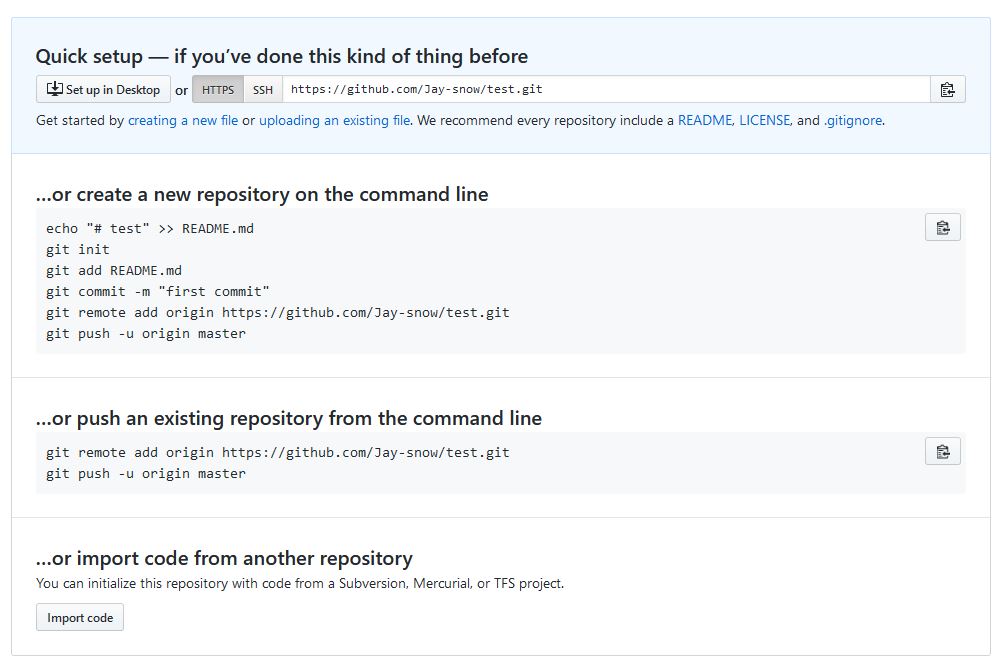 Quick setup — if you’ve done this kind of thing before
Set up in Desktop or HTTPS SSH https://github.com/Jay-snow/test.git
Get started by creating a new file or uploading an existing file. We recommend every repository include a README, LICENSE, and .gitignore.
…or create a new repository on the command line
echo "# test" >> README.md
git init
git add README.md
git commit -m "first commit"
git remote add origin https://github.com/Jay-snow/test.git
git push -u origin master
…or push an existing repository from the command line
git remote add origin https://github.com/Jay-snow/test.git
git push -u origin master
…or import code from another repository
You can initialize this repository with code from a Subversion, Mercurial, or TFS project.
Import code